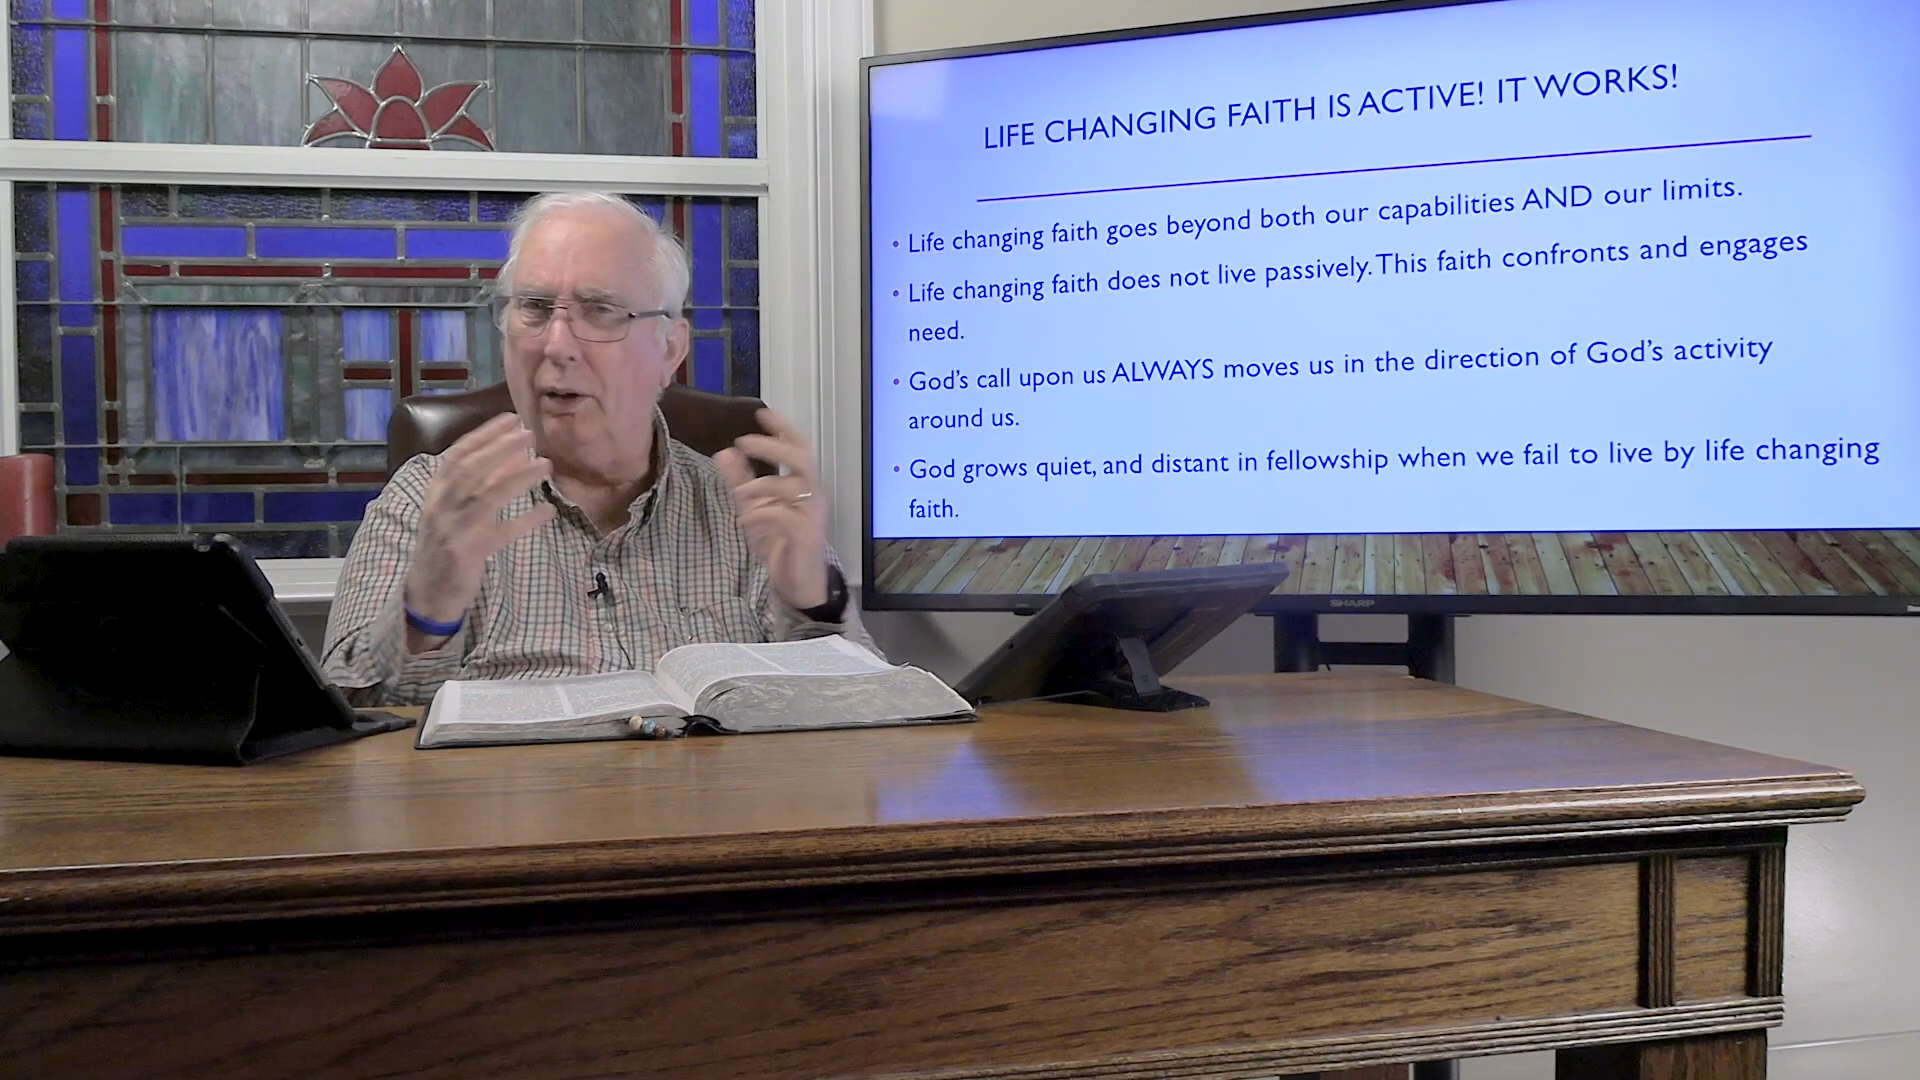 LIFE CHANGING FAITH IS ACTIVE! IT WORKS!
• Life changing faith goes beyond both our capabilities AND our limits.
• Life changing faith does not live passively. This faith confronts and engages
need.
• God's call upon us ALWAYS moves us in the direction of God's activity
around us.
• God grows quiet, and distant in fellowship when we fail to live by life changing
faith.
SHARP